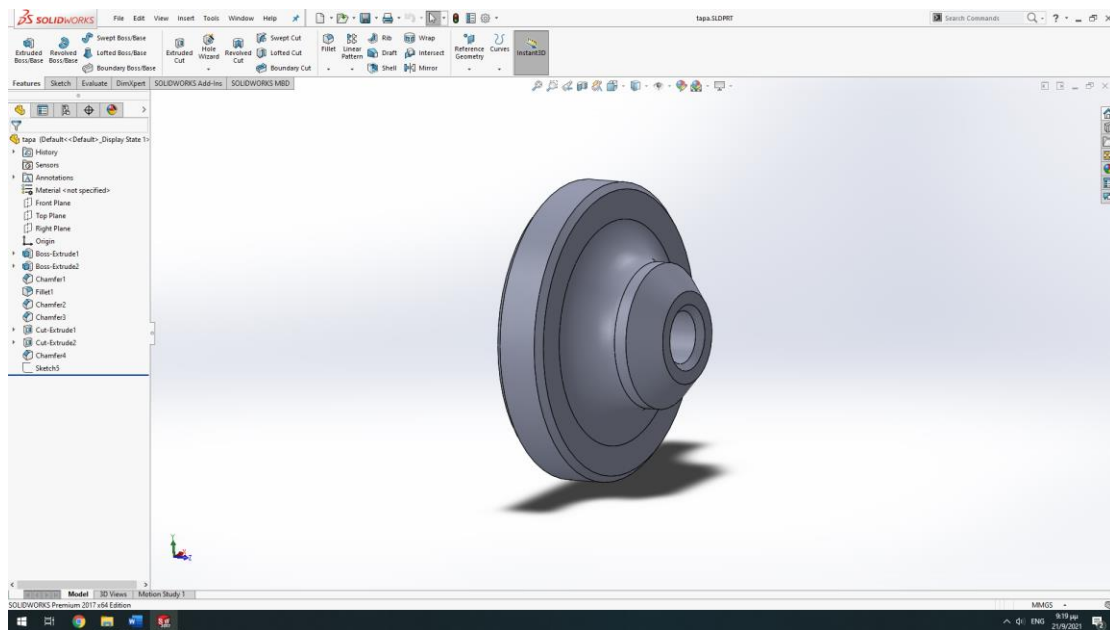 SOLIDWORKS File Edit View Insert Tools Window Help tapa.SLDPRT Search Commands
Extruded Boss/Base Revolved Boss/Base Swept Boss/Base Lofted Boss/Base Boundary Boss/Base Extruded Cut Hole Wizard Revolved Cut Swept Cut Lofted Cut Boundary Cut Fillet Linear Pattern Rib Draft Shell Wrap Intersect Mirror Reference Geometry Curves Instant3D
Features Sketch Evaluate DimXpert SOLIDWORKS Add-Ins SOLIDWORKS MBD
tapa (Default<<Default>_Display State 1>
History
Sensors
Annotations
Material <not specified>
Front Plane
Top Plane
Right Plane
Origin
Boss-Extrude1
Boss-Extrude2
Chamfer1
Fillet1
Chamfer2
Chamfer3
Cut-Extrude1
Cut-Extrude2
Chamfer4
Sketch5
Y
Z
Model 3D Views Motion Study 1
SOLIDWORKS Premium 2017 x64 Edition MMGS
ENG 9:19 μμ
21/9/2021